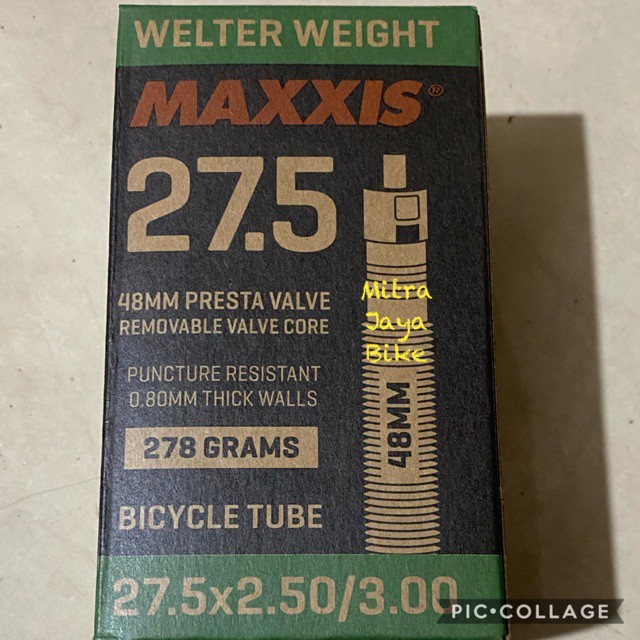 WELTER WEIGHT
MAXXIS®
27.5
48MM PRESTA VALVE
REMOVABLE VALVE CORE
PUNCTURE RESISTANT
0.80MM THICK WALLS
278 GRAMS
BICYCLE TUBE
27.5x2.50/3.00
48MM
Mitra
Jaya
Bike
PIC•COLLAGE